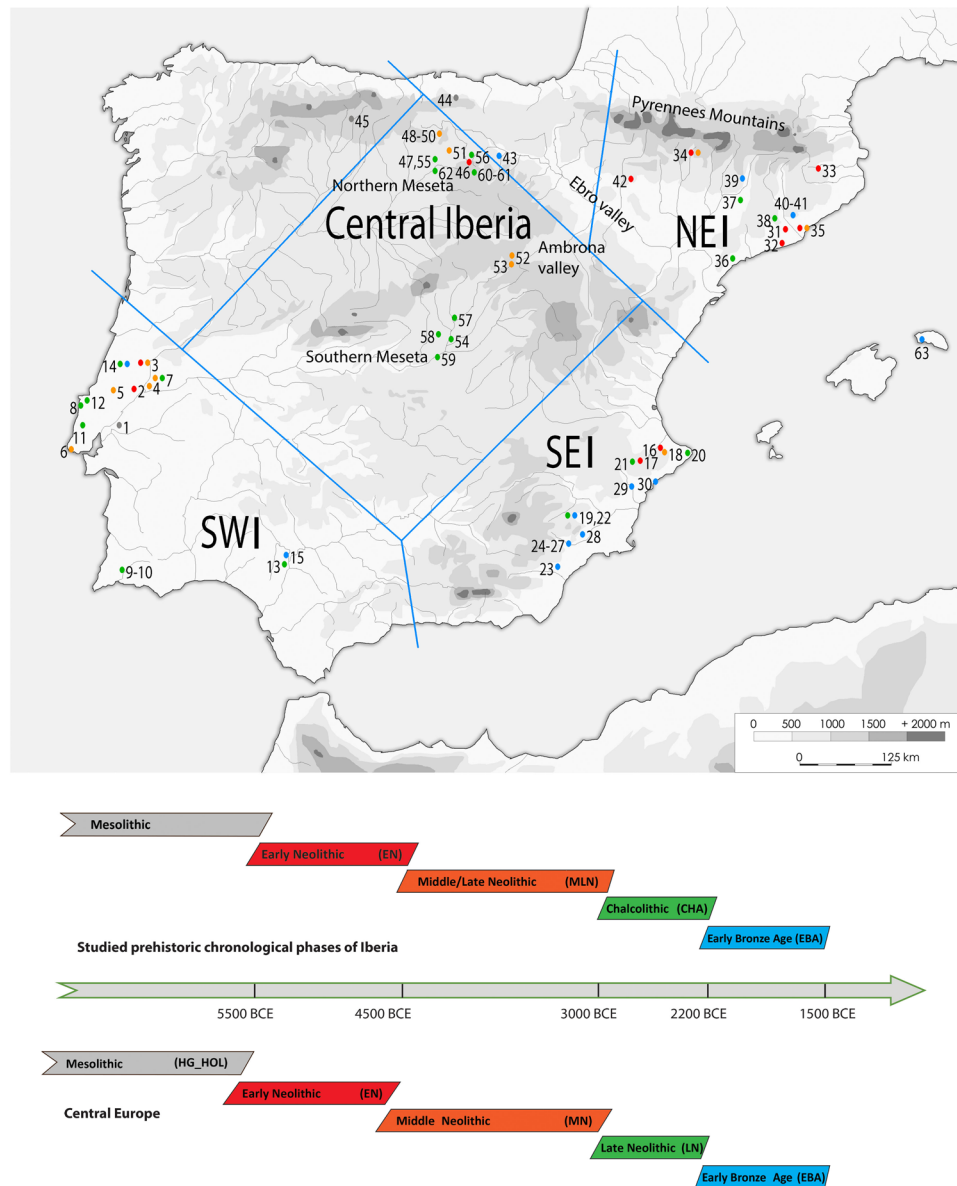 44
45
Pyrennees Mountains
48-50
51
56
43
47,55
46
60-61
62
Northern Meseta
34
33
42
39
Ebro valley
37
40-41
38
31
35
32
36
Central Iberia
NEI
Ambrona
valley
52
53
57
58
54
Southern Meseta
59
63
14
3
7
5
2
4
12
8
1
11
6
SEI
16
18
20
21
17
29
30
19,22
28
24-27
23
SWI
15
13
9-10
0 500 1000 1500 + 2000 m
0 125 km
Mesolithic
Early Neolithic (EN)
Middle/Late Neolithic (MLN)
Chalcolithic (CHA)
Early Bronze Age (EBA)
Studied prehistoric chronological phases of Iberia
5500 BCE 4500 BCE 3000 BCE 2200 BCE 1500 BCE
Mesolithic (HG_HOL)
Early Neolithic (EN)
Central Europe
Middle Neolithic (MN)
Late Neolithic (LN)
Early Bronze Age (EBA)